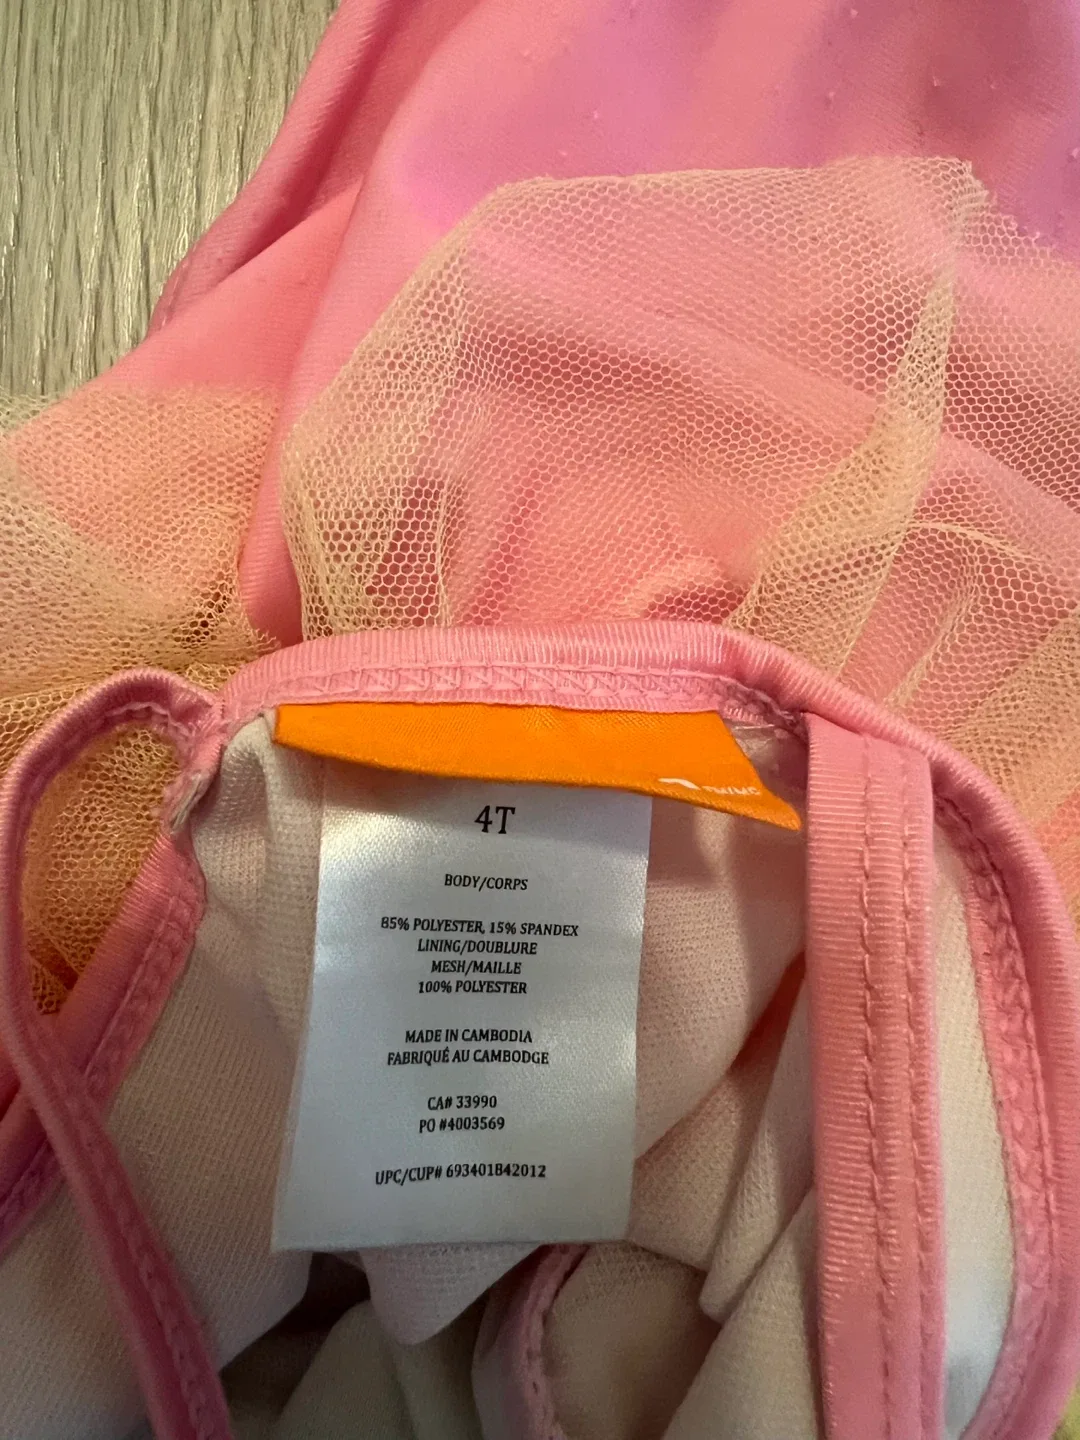 4T
BODY/CORPS
85% POLYESTER, 15% SPANDEX
LINING/DOUBLURE
MESH/MAILLE
100% POLYESTER
MADE IN CAMBODIA
FABRIQUÉ AU CAMBODGE
CA# 33990
PO #4003569
UPC/CUP# 693401842012